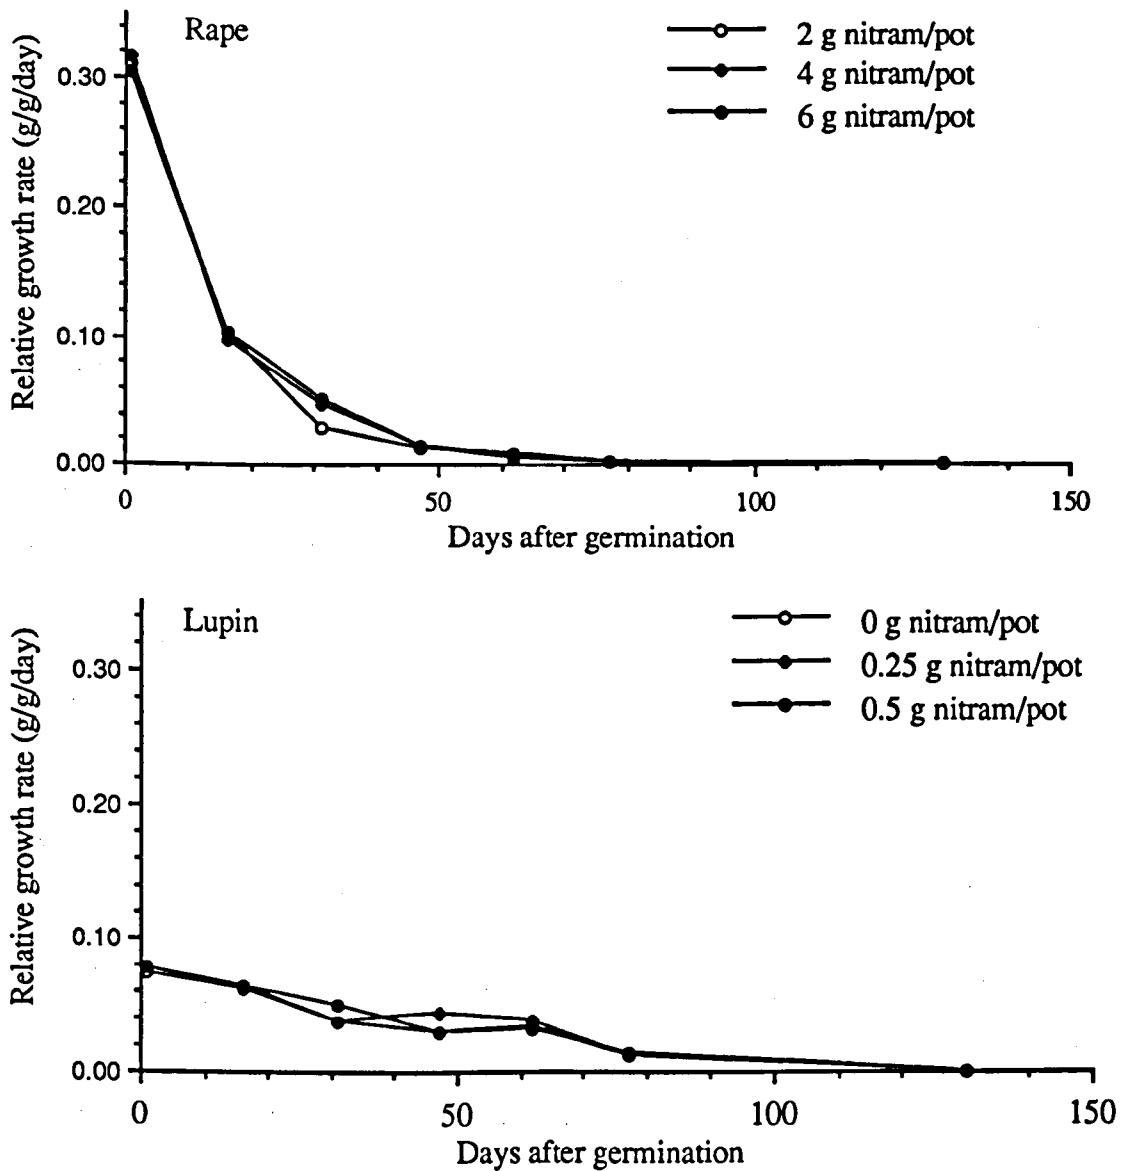 Rape
2 g nitram/pot
4 g nitram/pot
6 g nitram/pot
Relative growth rate (g/g/day)
0.30
0.20
0.10
0.00
0 50 100 150
Days after germination
Lupin
0 g nitram/pot
0.25 g nitram/pot
0.5 g nitram/pot
Relative growth rate (g/g/day)
0.30
0.20
0.10
0.00
0 50 100 150
Days after germination